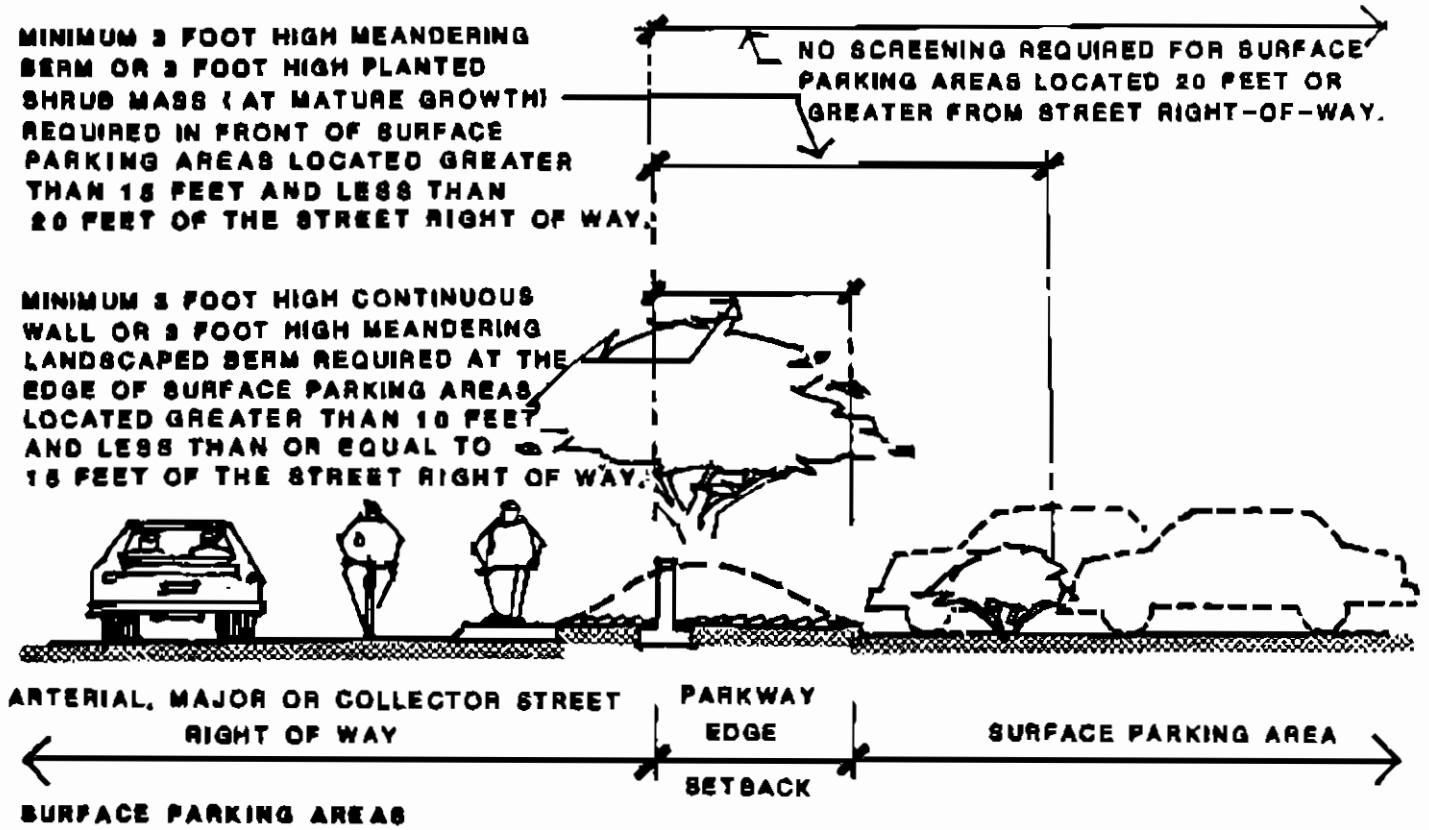 MINIMUM 3 FOOT HIGH MEANDERING
BERM OR 3 FOOT HIGH PLANTED
SHRUB MASS (AT MATURE GROWTH)
REQUIRED IN FRONT OF SURFACE
PARKING AREAS LOCATED GREATER
THAN 15 FEET AND LESS THAN
20 FEET OF THE STREET RIGHT OF WAY.
NO SCREENING REQUIRED FOR SURFACE
PARKING AREAS LOCATED 20 FEET OR
GREATER FROM STREET RIGHT-OF-WAY.
MINIMUM 3 FOOT HIGH CONTINUOUS
WALL OR 3 FOOT HIGH MEANDERING
LANDSCAPED BERM REQUIRED AT THE
EDGE OF SURFACE PARKING AREAS
LOCATED GREATER THAN 10 FEET
AND LESS THAN OR EQUAL TO
15 FEET OF THE STREET RIGHT OF WAY.
ARTERIAL, MAJOR OR COLLECTOR STREET
RIGHT OF WAY
PARKWAY
EDGE
SETBACK
SURFACE PARKING AREA
SURFACE PARKING AREAS